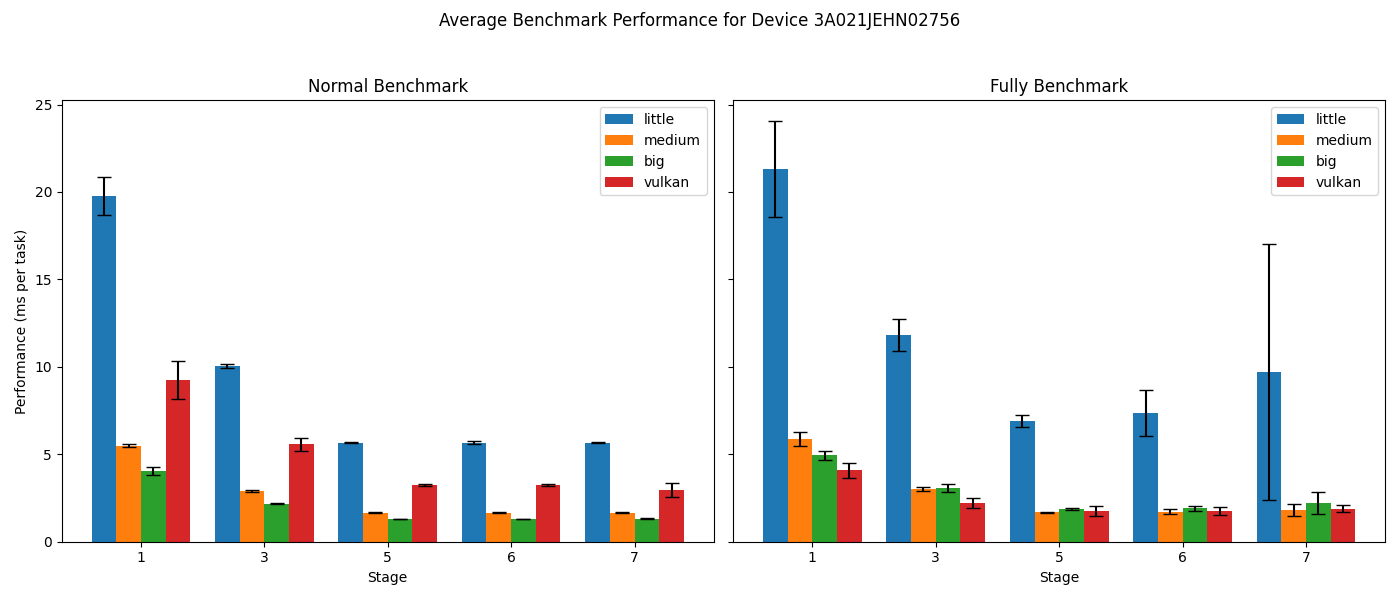 Average Benchmark Performance for Device 3A021JEHN02756
Normal Benchmark
Performance (ms per task)
25
20
15
10
5
0
little
medium
big
vulkan
1 3 5 6 7
Stage
Fully Benchmark
little
medium
big
vulkan
1 3 5 6 7
Stage